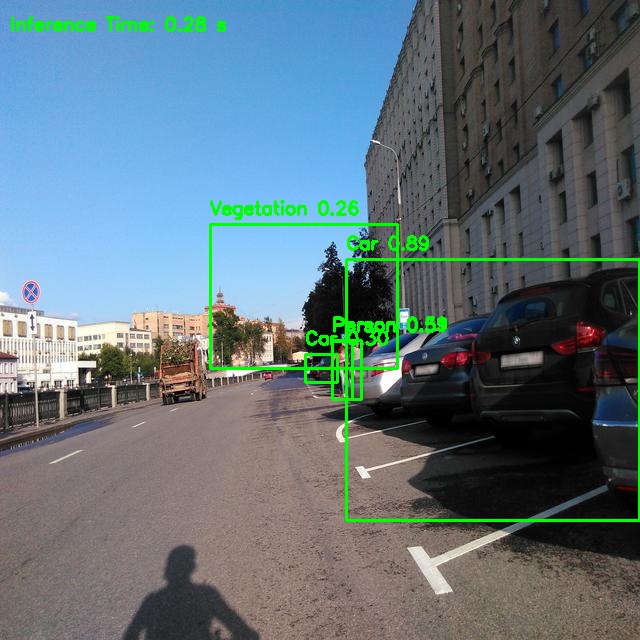 Inference Time: 0.28 s
Vegetation 0.26
Car 0.89
Person 0.59
Car 0.30